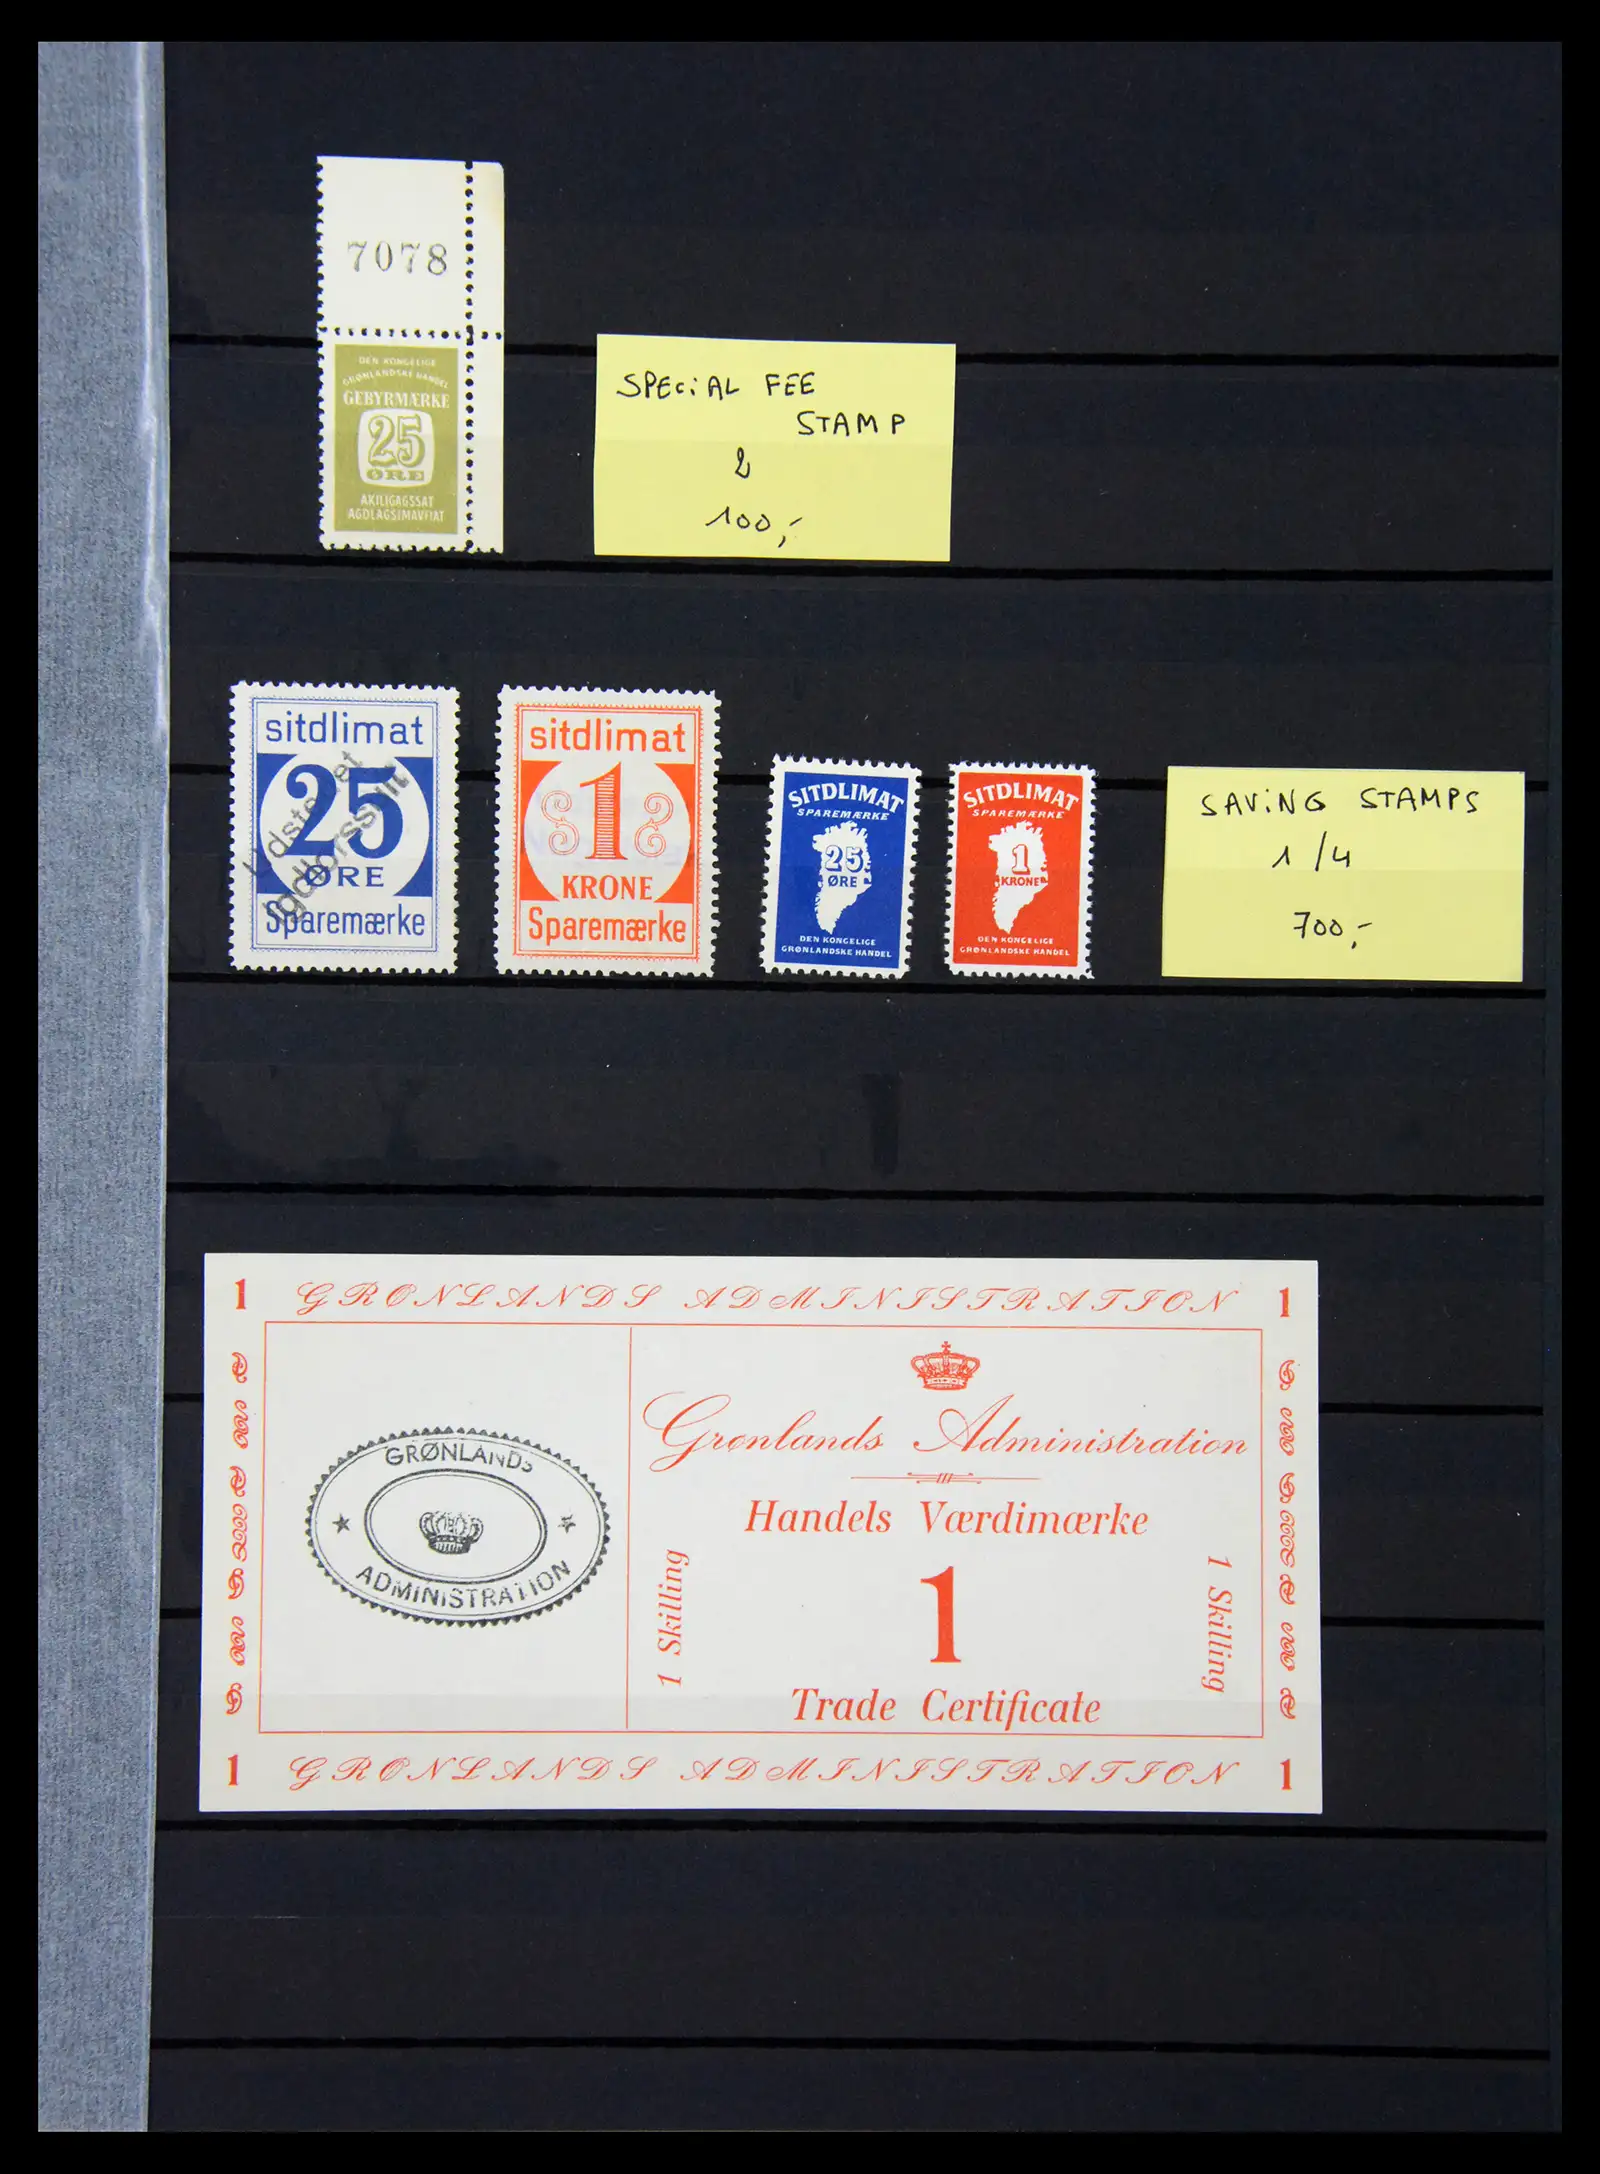 7078
DEN KONGELIGE
GRØNLANDSKE HANDEL
GEBYRMÆRKE
25
ØRE
AKILIGAGSSAT
AGDLAGSIMAVFIAT
SPECiAL FEE
STAMP
2
100,-
sitdlimat
25
ØRE
Sparemærke
Igdlorssuit
sitdlimat
1
KRONE
Sparemærke
SITDLIMAT
SPAREMÆRKE
25
ØRE
DEN KONGELIGE
GRØNLANDSKE HANDEL
SITDLIMAT
SPAREMÆRKE
1
KRONE
DEN KONGELIGE
GRØNLANDSKE HANDEL
SAViNG STAMPS
1/4
700,-
1 GRØNLANDS ADMINISTRATION 1
GRØNLANDS
ADMINISTRATION
Grønlands Administration
Handels Værdimærke
1
1 Skilling
1 Skilling
Trade Certificate
1 GRØNLANDS ADMINISTRATION 1